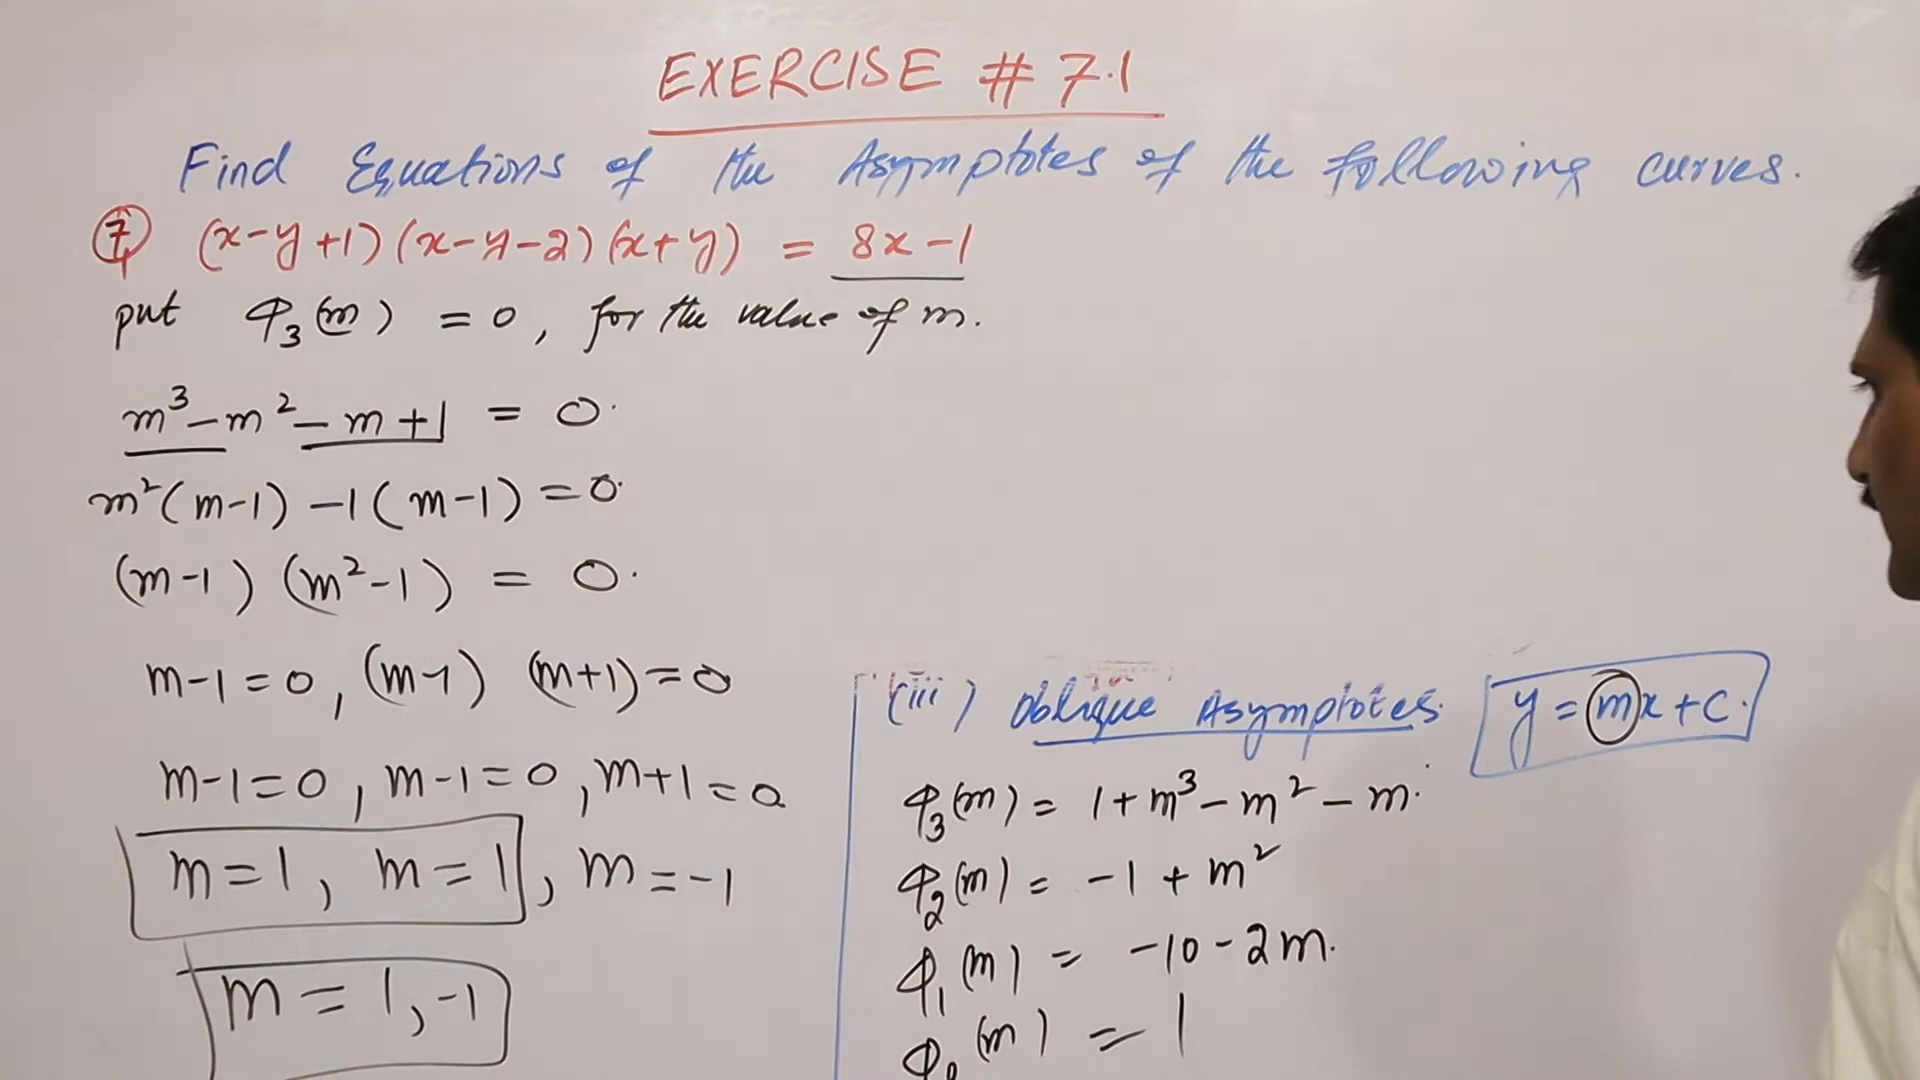 EXERCISE # 7.1
Find Equations of the Asymptotes of the following curves.
⑦ (x-y+1)(x-y-2)(x+y) = 8x-1
put φ₃(m) = 0, for the value of m.
m³-m²-m+1 = 0.
m²(m-1)-1(m-1)=0.
(m-1)(m²-1) = 0.
m-1=0, (m-1)(m+1)=0
m-1=0, m-1=0, m+1=0
m=1, m=1, m=-1
m=1,-1
(iii) oblique Asymptotes. y=mx+c.
φ₃(m)= 1+m³-m²-m.
φ₂(m)= -1+m²
φ₁(m) = -10-2m.
φ₀(m) = 1